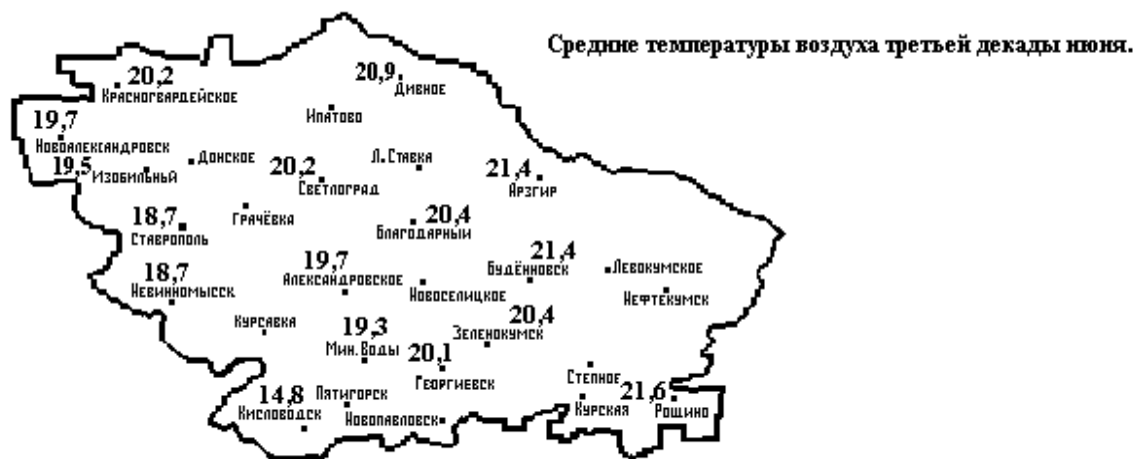 Средние температуры воздуха третьей декады июня.
20,2
Красногвардейское
20,9
Дивное
Ипатово
19,7
Новоалександровск
19,5
Изобильный
Донское
20,2
Светлоград
Л.Ставка
21,4
Арзгир
18,7
Ставрополь
Грачёвка
20,4
Благодарный
18,7
Невинномысск
19,7
Александровское
Новоселицкое
21,4
Будённовск
Левокумское
Нефтекумск
Курсавка
19,3
Мин.Воды
20,4
Зеленокумск
20,1
Георгиевск
Степное
14,8
Кисловодск
Пятигорск
Новопавловск
Курская
21,6
Рощино